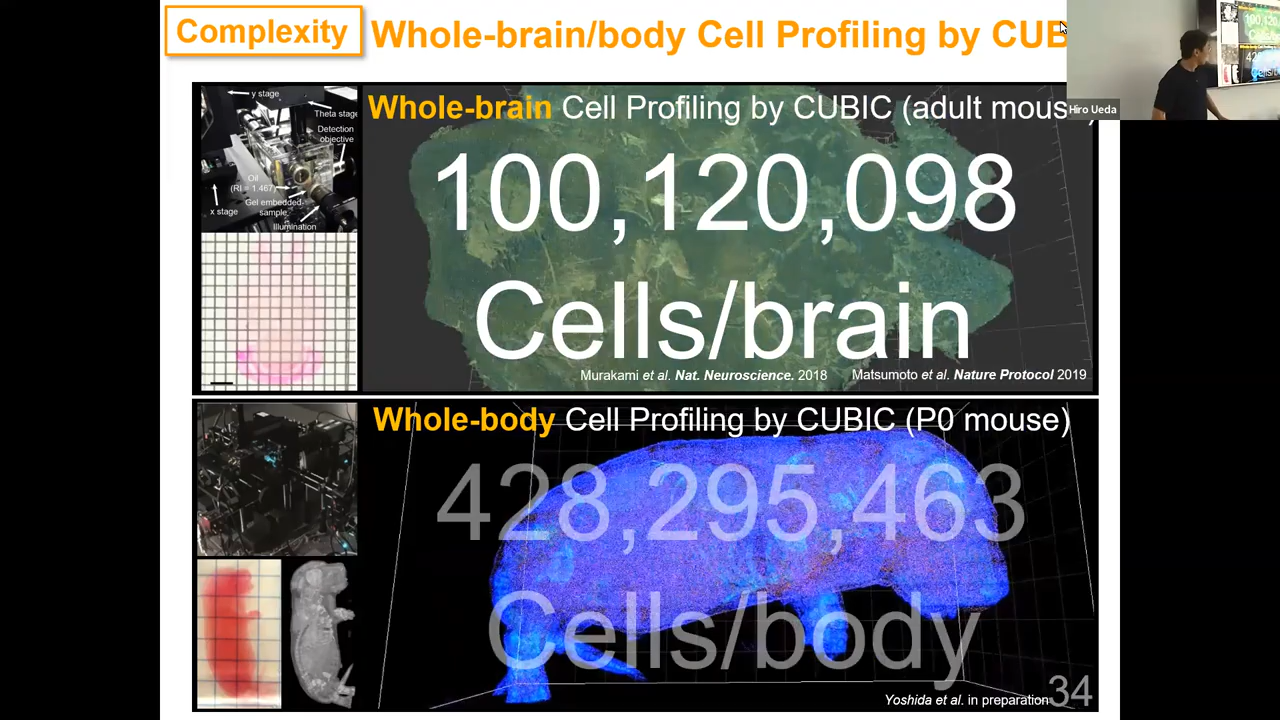 Complexity
Whole-brain/body Cell Profiling by CUB
Hiro Ueda
y stage
Theta stage
Detection
objective
Oil
(RI = 1.467)
Gel embedded
sample
x stage
Illumination
Whole-brain Cell Profiling by CUBIC (adult mous
100,120,098
Cells/brain
Murakami et al. Nat. Neuroscience. 2018
Matsumoto et al. Nature Protocol 2019
Whole-body Cell Profiling by CUBIC (P0 mouse)
428,295,463
Cells/body
Yoshida et al. in preparation
34